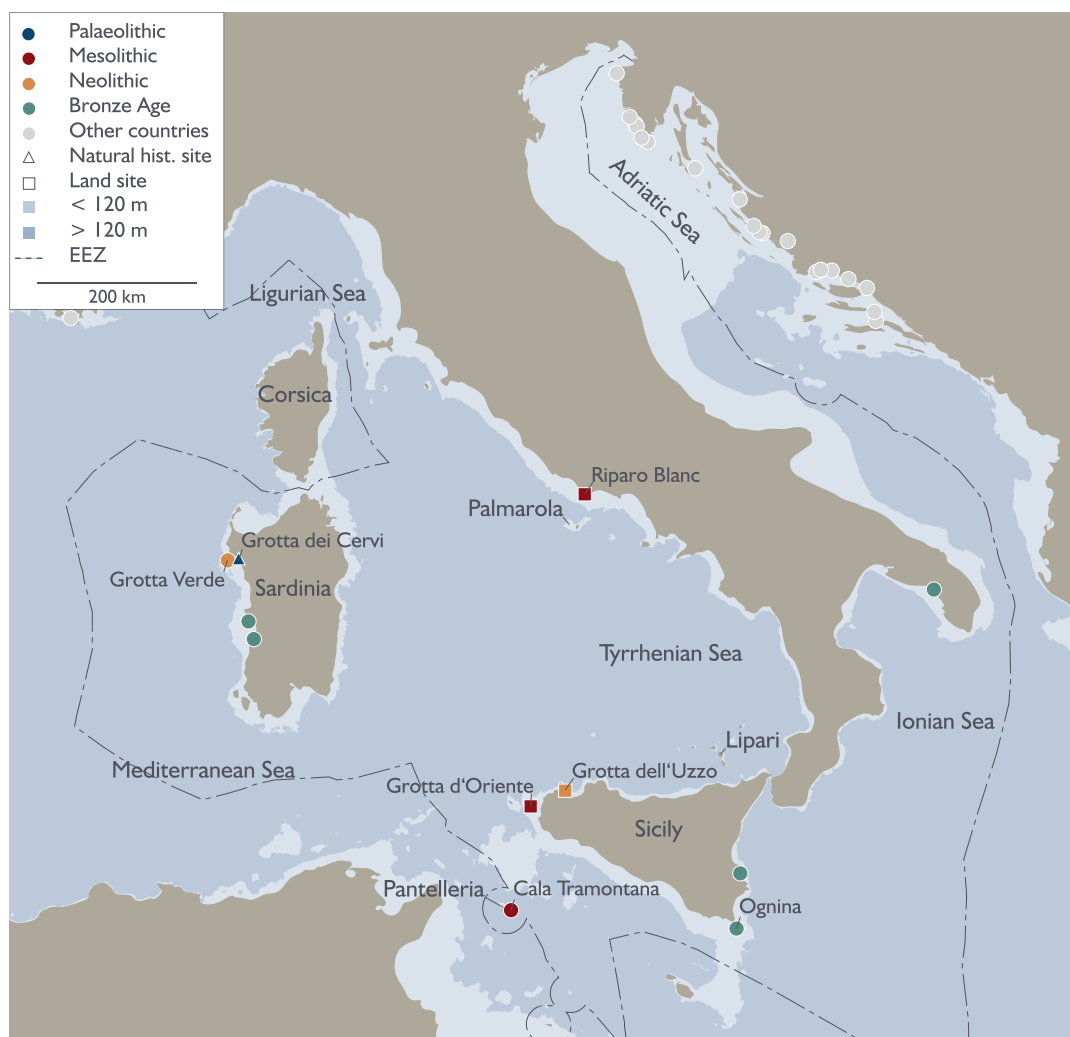 Palaeolithic
Mesolithic
Neolithic
Bronze Age
Other countries
Natural hist. site
Land site
< 120 m
> 120 m
EEZ
200 km
Adriatic Sea
Ligurian Sea
Corsica
Riparo Blanc
Palmarola
Grotta dei Cervi
Grotta Verde
Sardinia
Tyrrhenian Sea
Ionian Sea
Lipari
Mediterranean Sea
Grotta dell'Uzzo
Grotta d'Oriente
Sicily
Pantelleria
Cala Tramontana
Ognina